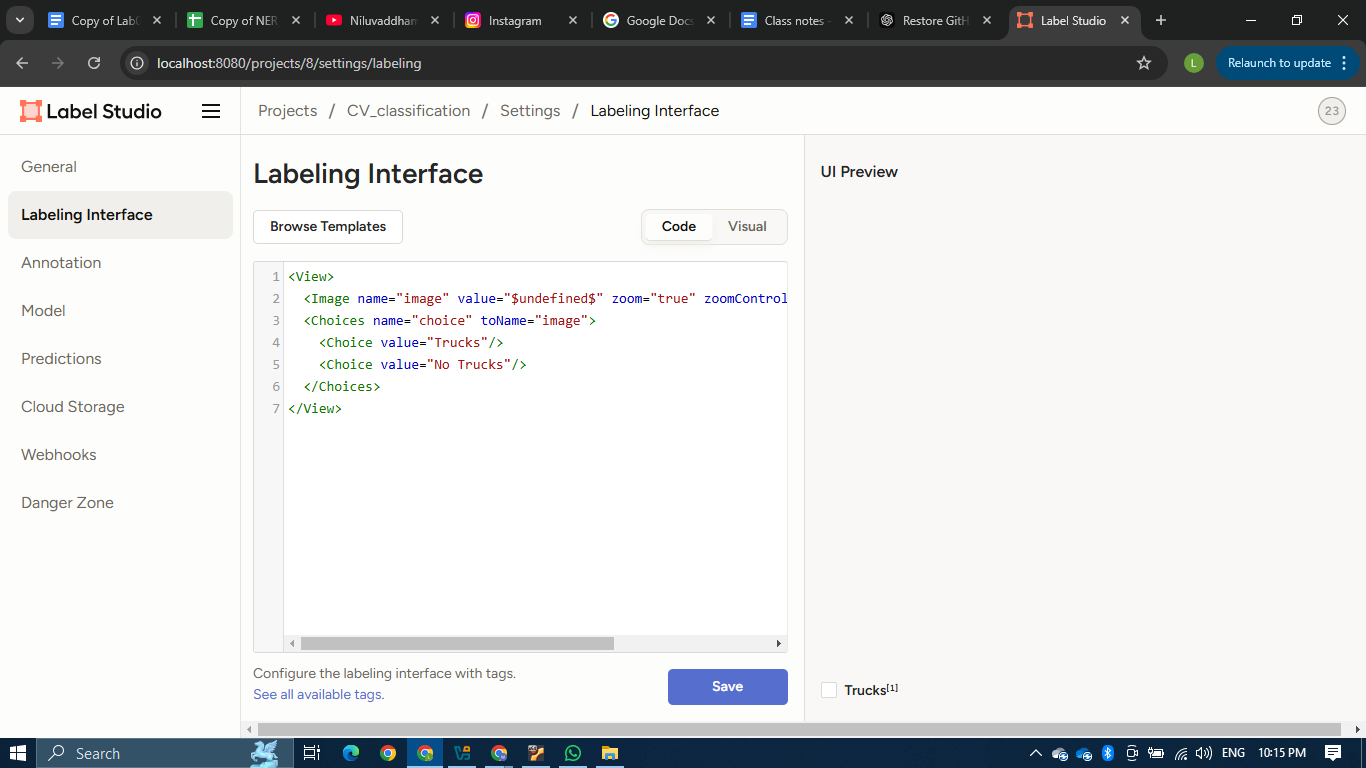 Copy of Lab
Copy of NER
Niluvaddham
Instagram
Google Docs
Class notes -
Restore GitH
Label Studio
localhost:8080/projects/8/settings/labeling
L
Relaunch to update
Label Studio
Projects / CV_classification / Settings / Labeling Interface
23
General
Labeling Interface
Annotation
Model
Predictions
Cloud Storage
Webhooks
Danger Zone
Labeling Interface
Browse Templates
Code
Visual
1 <View>
2 <Image name="image" value="$undefined$" zoom="true" zoomControl
3 <Choices name="choice" toName="image">
4 <Choice value="Trucks"/>
5 <Choice value="No Trucks"/>
6 </Choices>
7 </View>
Configure the labeling interface with tags.
See all available tags.
Save
UI Preview
Trucks[1]
Search
ENG
10:15 PM